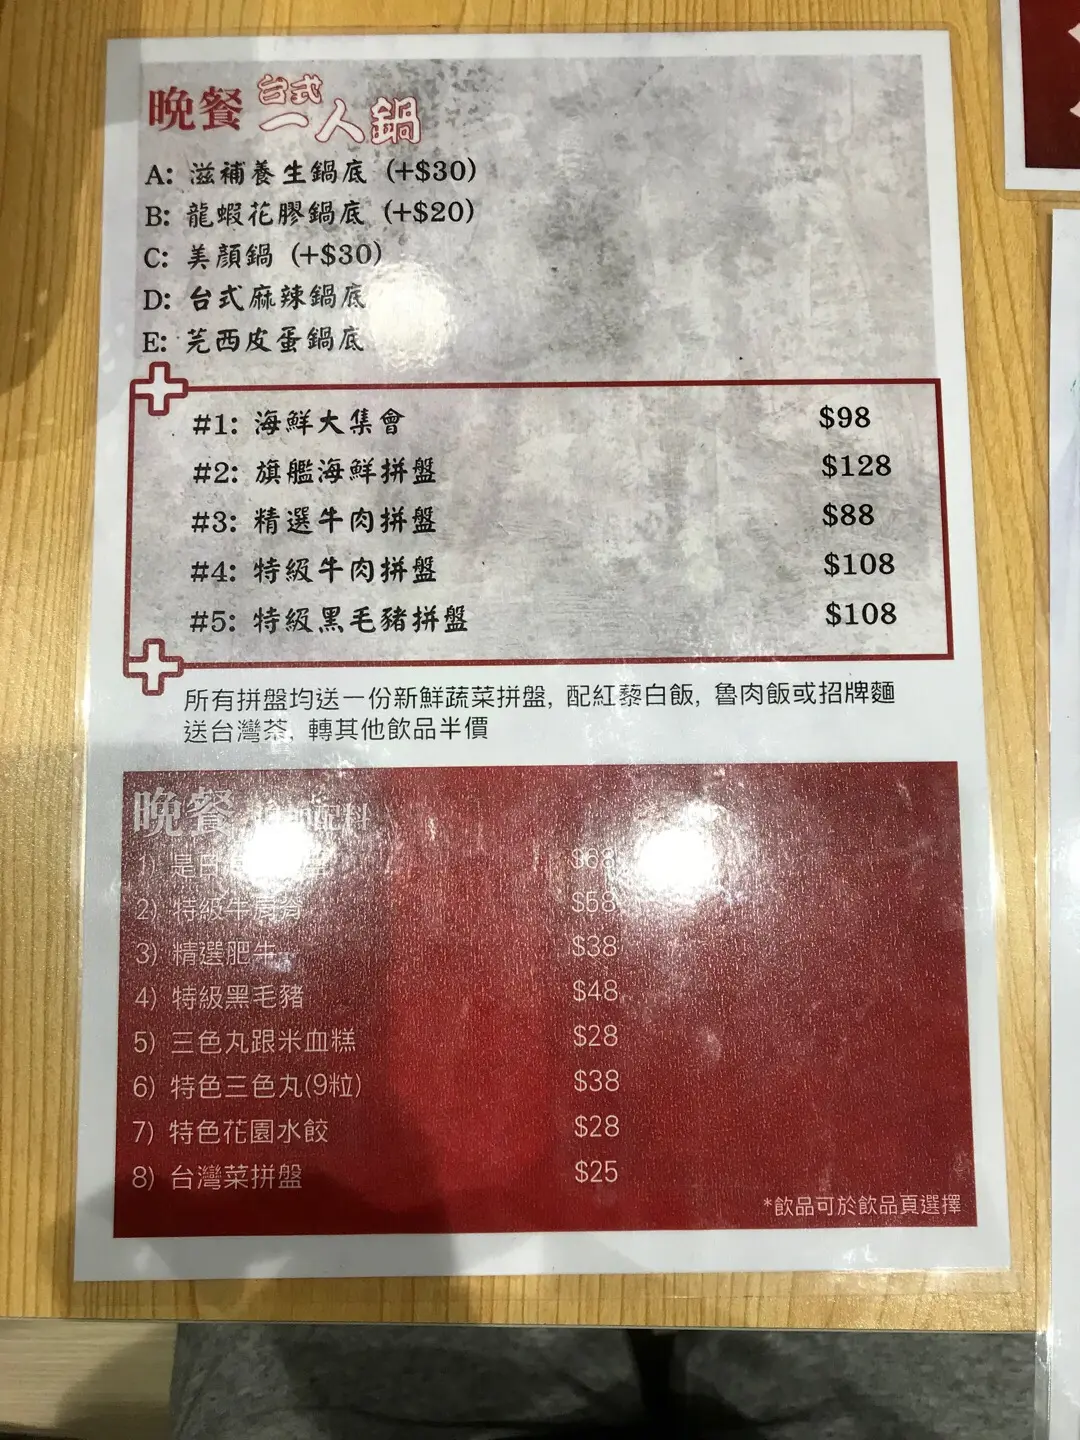 晚餐 台式一人鍋
A: 滋補養生鍋底 (+$30)
B: 龍蝦花膠鍋底 (+$20)
C: 美顏鍋 (+$30)
D: 台式麻辣鍋底
E: 芫西皮蛋鍋底
#1: 海鮮大集會 $98
#2: 旗艦海鮮拼盤 $128
#3: 精選牛肉拼盤 $88
#4: 特級牛肉拼盤 $108
#5: 特級黑毛豬拼盤 $108
所有拼盤均送一份新鮮蔬菜拼盤, 配紅藜白飯, 魯肉飯或招牌麵
送台灣茶, 轉其他飲品半價
晚餐 配料
1) 是日 $68
2) 特級牛 $58
3) 精選肥牛 $38
4) 特級黑毛豬 $48
5) 三色丸跟米血糕 $28
6) 特色三色丸(9粒) $38
7) 特色花園水餃 $28
8) 台灣菜拼盤 $25
*飲品可於飲品頁選擇